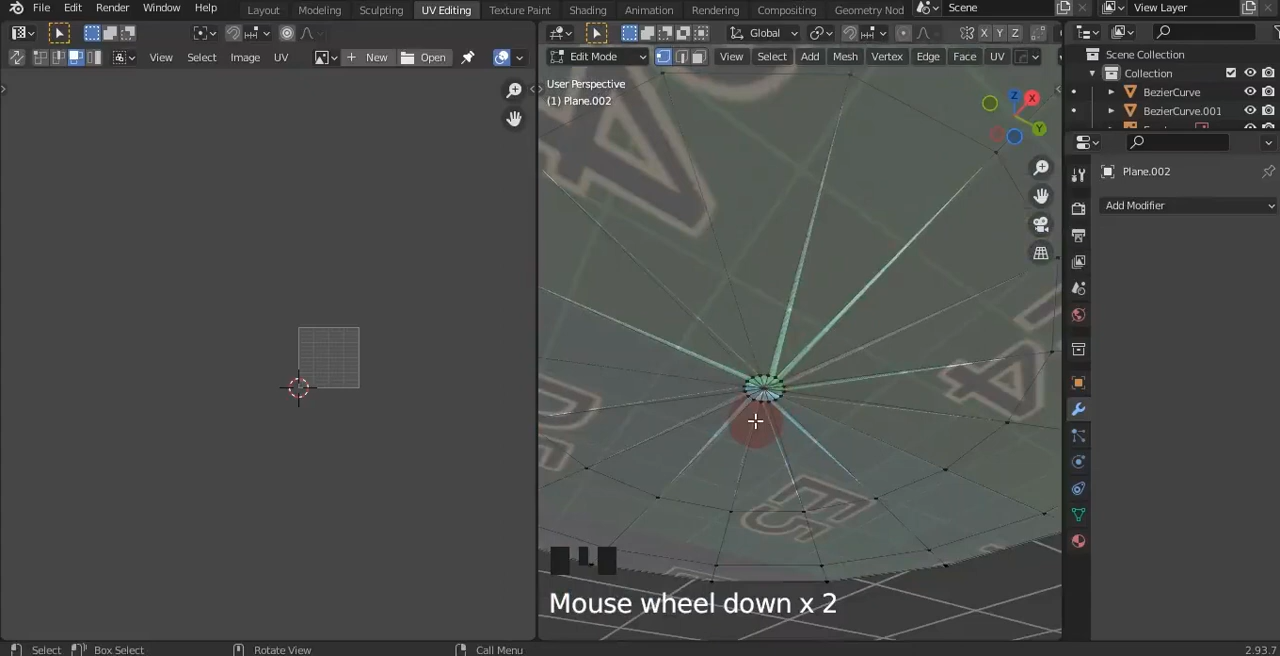 File Edit Render Window Help Layout Modeling Sculpting UV Editing Texture Paint Shading Animation Rendering Compositing Geometry Nod Scene View Layer
Global X Y Z
View Select Image UV New Open Edit Mode View Select Add Mesh Vertex Edge Face UV
Scene Collection
Collection
BezierCurve
BezierCurve.001
User Perspective
(1) Plane.002
Z X Y
Plane.002
Add Modifier
4
ES
Mouse wheel down x 2
Select Box Select Rotate View Call Menu 2.93.7